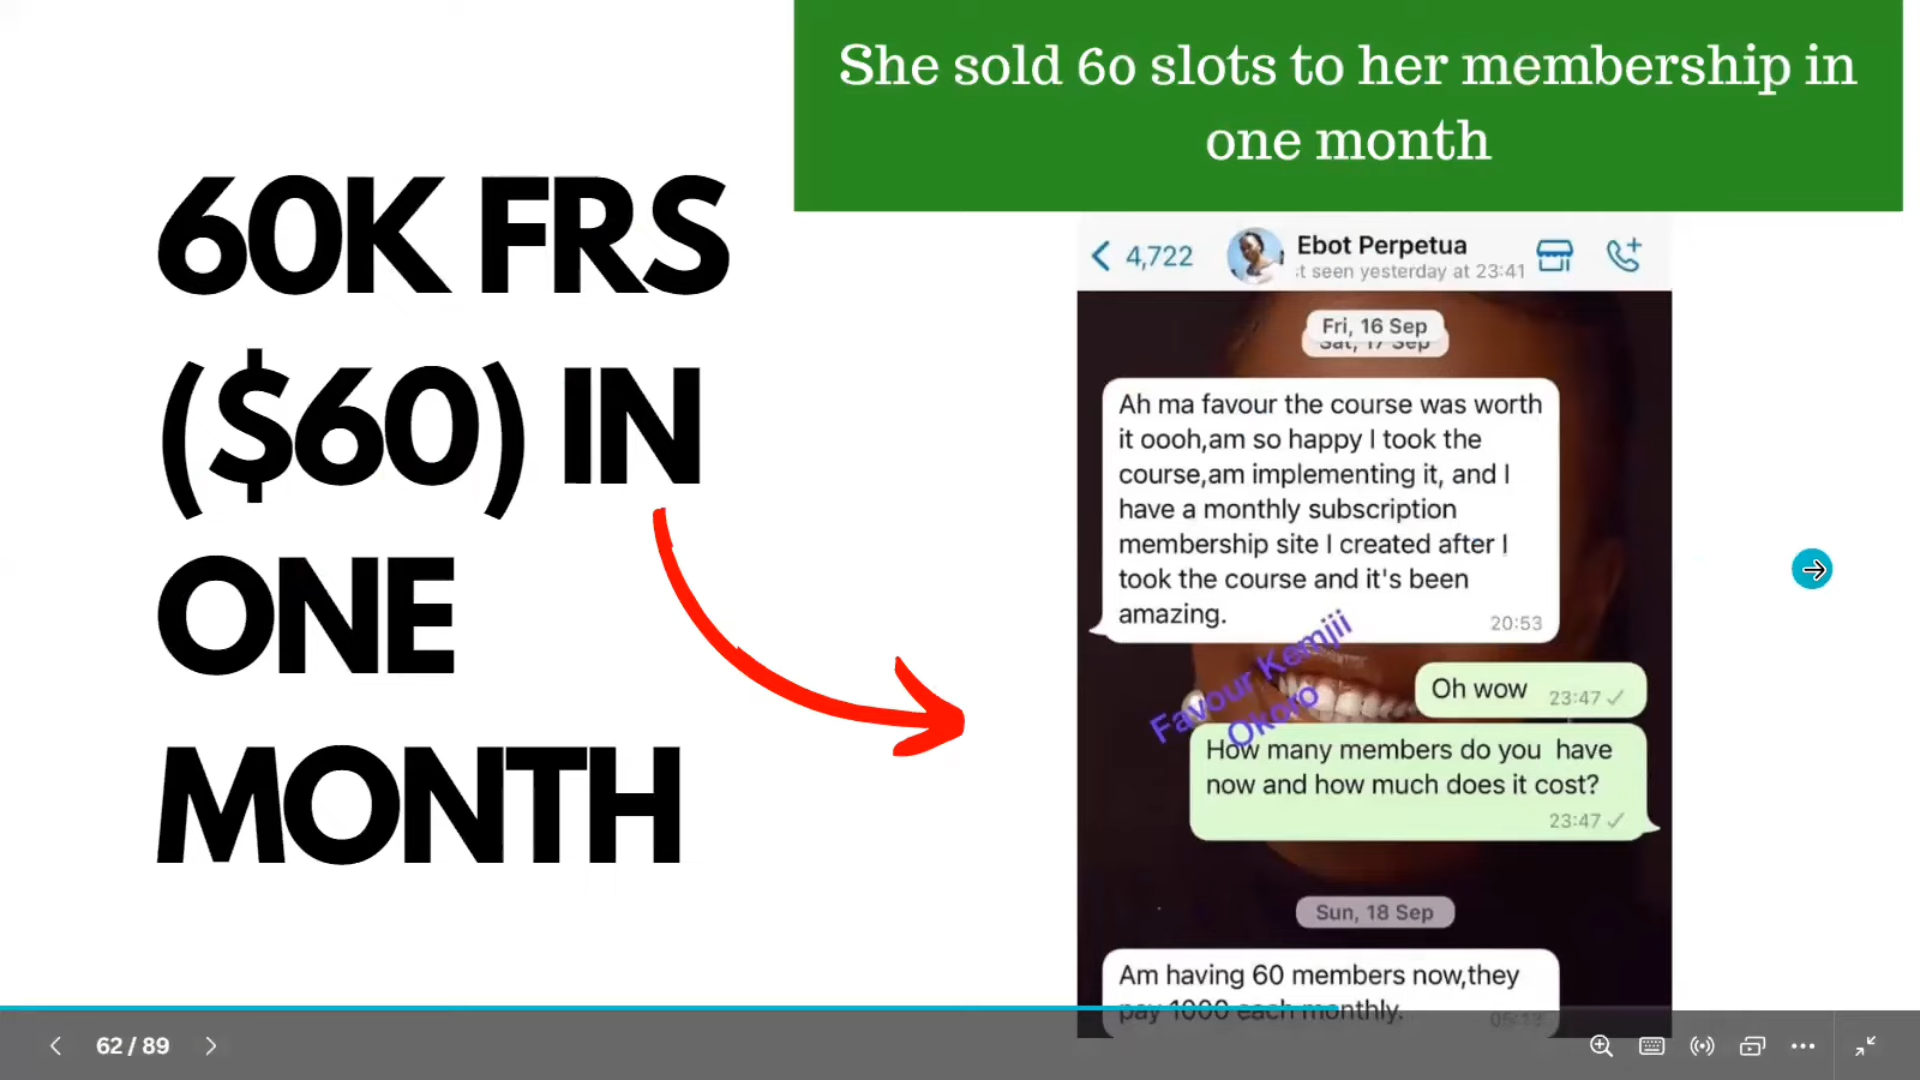 She sold 60 slots to her membership in
one month
60K FRS
($60) IN
ONE
MONTH
4,722
Ebot Perpetua
t seen yesterday at 23:41
Fri, 16 Sep
Sat, 17 Sep
Ah ma favour the course was worth
it oooh,am so happy I took the
course,am implementing it, and I
have a monthly subscription
membership site I created after I
took the course and it's been
amazing.
20:53
Favour Kemjii
Okoro
Oh wow 23:47
How many members do you have
now and how much does it cost?
23:47
Sun, 18 Sep
Am having 60 members now,they
pay 1000 each monthly.
05:13
62 / 89